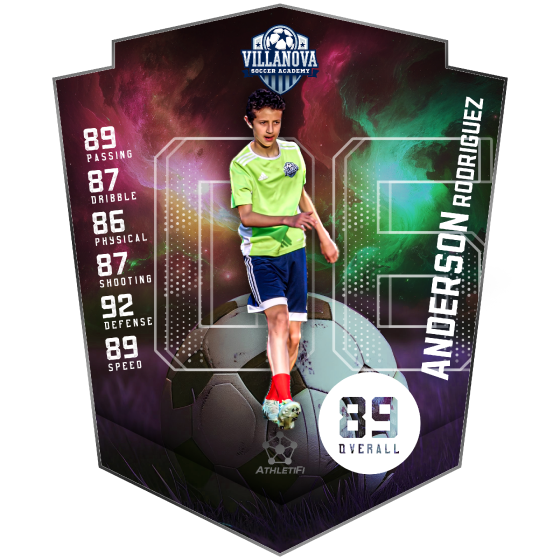 VILLANOVA
SOCCER ACADEMY
89
PASSING
87
DRIBBLE
86
PHYSICAL
87
SHOOTING
92
DEFENSE
89
SPEED
06
ANDERSON RODRIGUEZ
89
OVERALL
ATHLETIFI